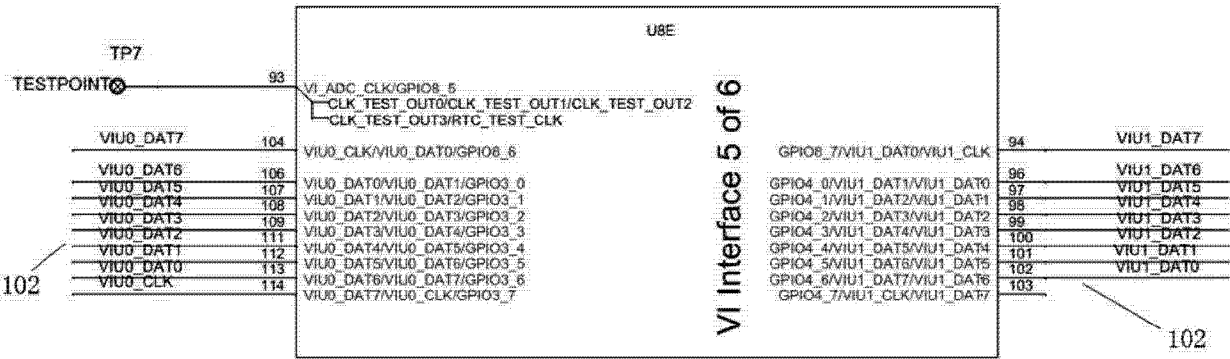 U8E
TP7
TESTPOINT
93
VI_ADC_CLK/GPIO8_5
CLK_TEST_OUT0/CLK_TEST_OUT1/CLK_TEST_OUT2
CLK_TEST_OUT3/RTC_TEST_CLK
VIU0_DAT7 104 VIU0_CLK/VIU0_DAT0/GPIO8_6
VIU0_DAT6 106 VIU0_DAT0/VIU0_DAT1/GPIO3_0
VIU0_DAT5 107 VIU0_DAT1/VIU0_DAT2/GPIO3_1
VIU0_DAT4 108 VIU0_DAT2/VIU0_DAT3/GPIO3_2
VIU0_DAT3 109 VIU0_DAT3/VIU0_DAT4/GPIO3_3
VIU0_DAT2 111 VIU0_DAT4/VIU0_DAT5/GPIO3_4
VIU0_DAT1 112 VIU0_DAT5/VIU0_DAT6/GPIO3_5
VIU0_DAT0 113 VIU0_DAT6/VIU0_DAT7/GPIO3_6
VIU0_CLK 114 VIU0_DAT7/VIU0_CLK/GPIO3_7
102
VI Interface 5 of 6
GPIO8_7/VIU1_DAT0/VIU1_CLK 94 VIU1_DAT7
GPIO4_0/VIU1_DAT1/VIU1_DAT0 96 VIU1_DAT6
GPIO4_1/VIU1_DAT2/VIU1_DAT1 97 VIU1_DAT5
GPIO4_2/VIU1_DAT3/VIU1_DAT2 98 VIU1_DAT4
GPIO4_3/VIU1_DAT4/VIU1_DAT3 99 VIU1_DAT3
GPIO4_4/VIU1_DAT5/VIU1_DAT4 100 VIU1_DAT2
GPIO4_5/VIU1_DAT6/VIU1_DAT5 101 VIU1_DAT1
GPIO4_6/VIU1_DAT7/VIU1_DAT6 102 VIU1_DAT0
GPIO4_7/VIU1_CLK/VIU1_DAT7 103
102